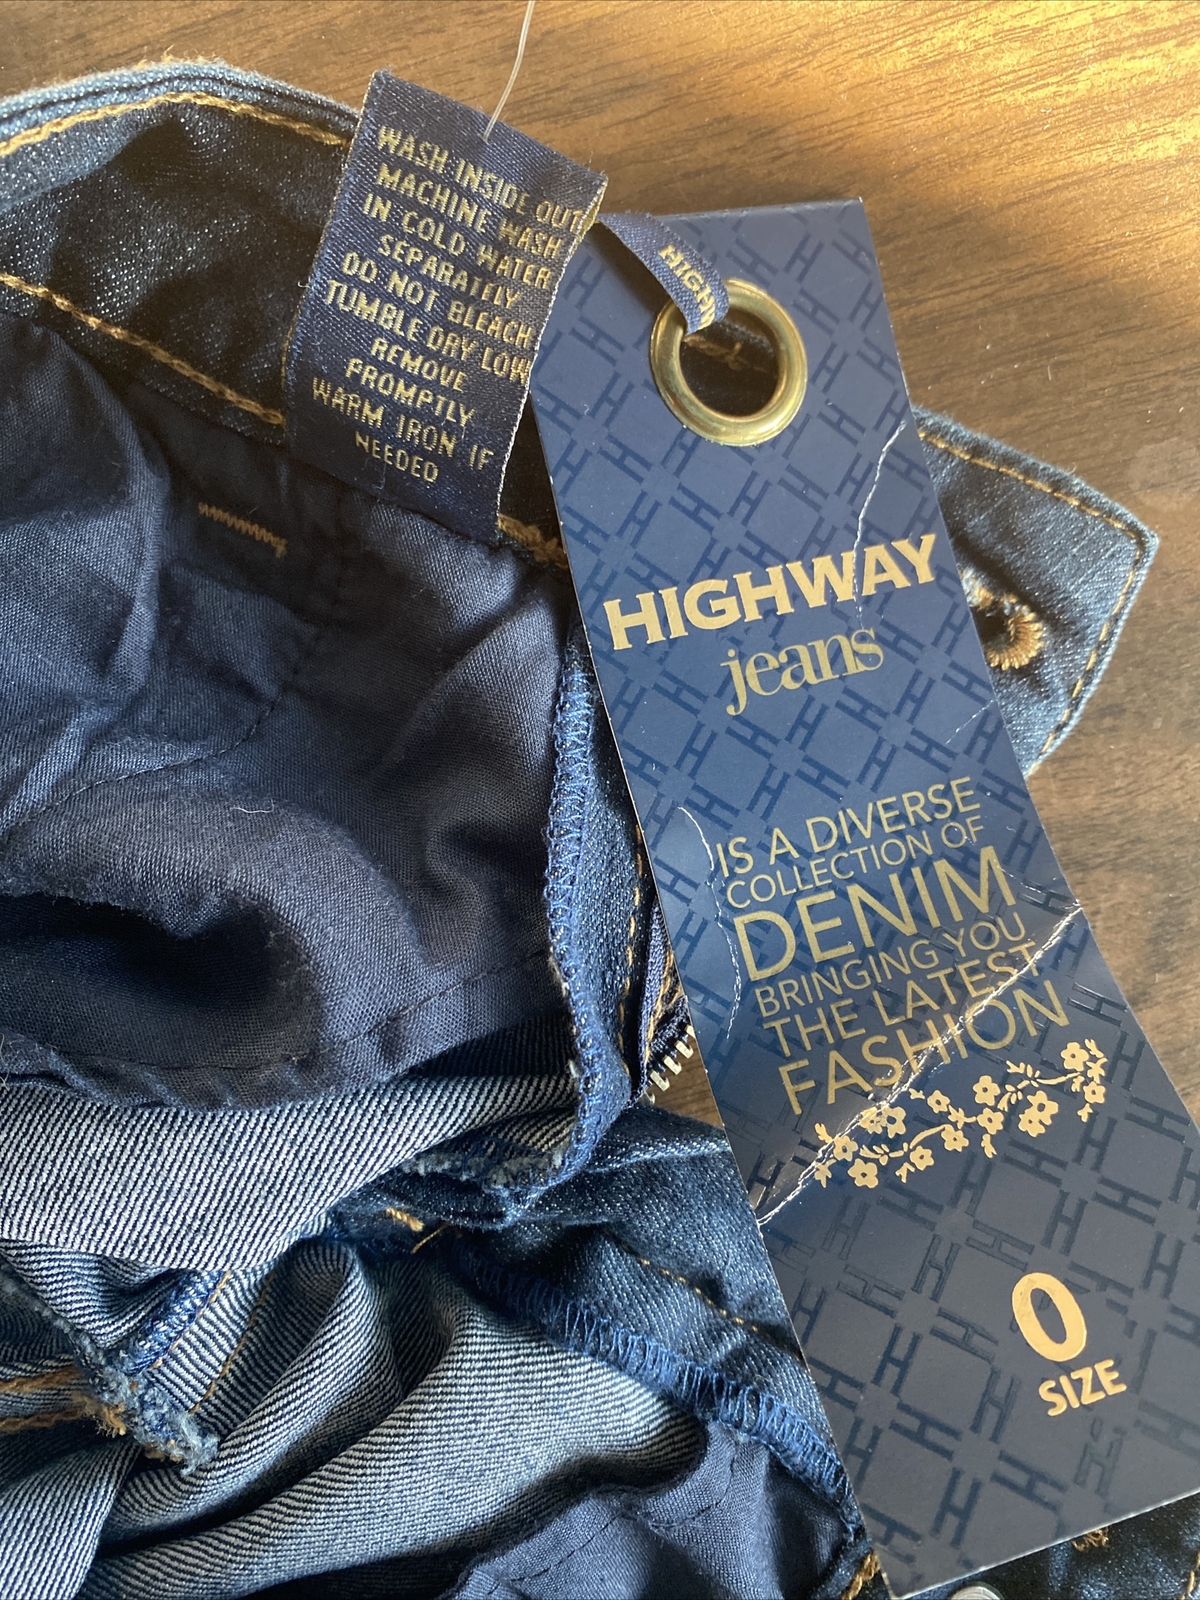 WASH INSIDE OUT
MACHINE WASH
IN COLD WATER
SEPARATELY
DO NOT BLEACH
TUMBLE DRY LOW
REMOVE
PROMPTLY
WARM IRON IF
NEEDED
HIGH
HIGHWAY
jeans
IS A DIVERSE
COLLECTION OF
DENIM
BRINGING YOU
THE LATEST
FASHION
0
SIZE